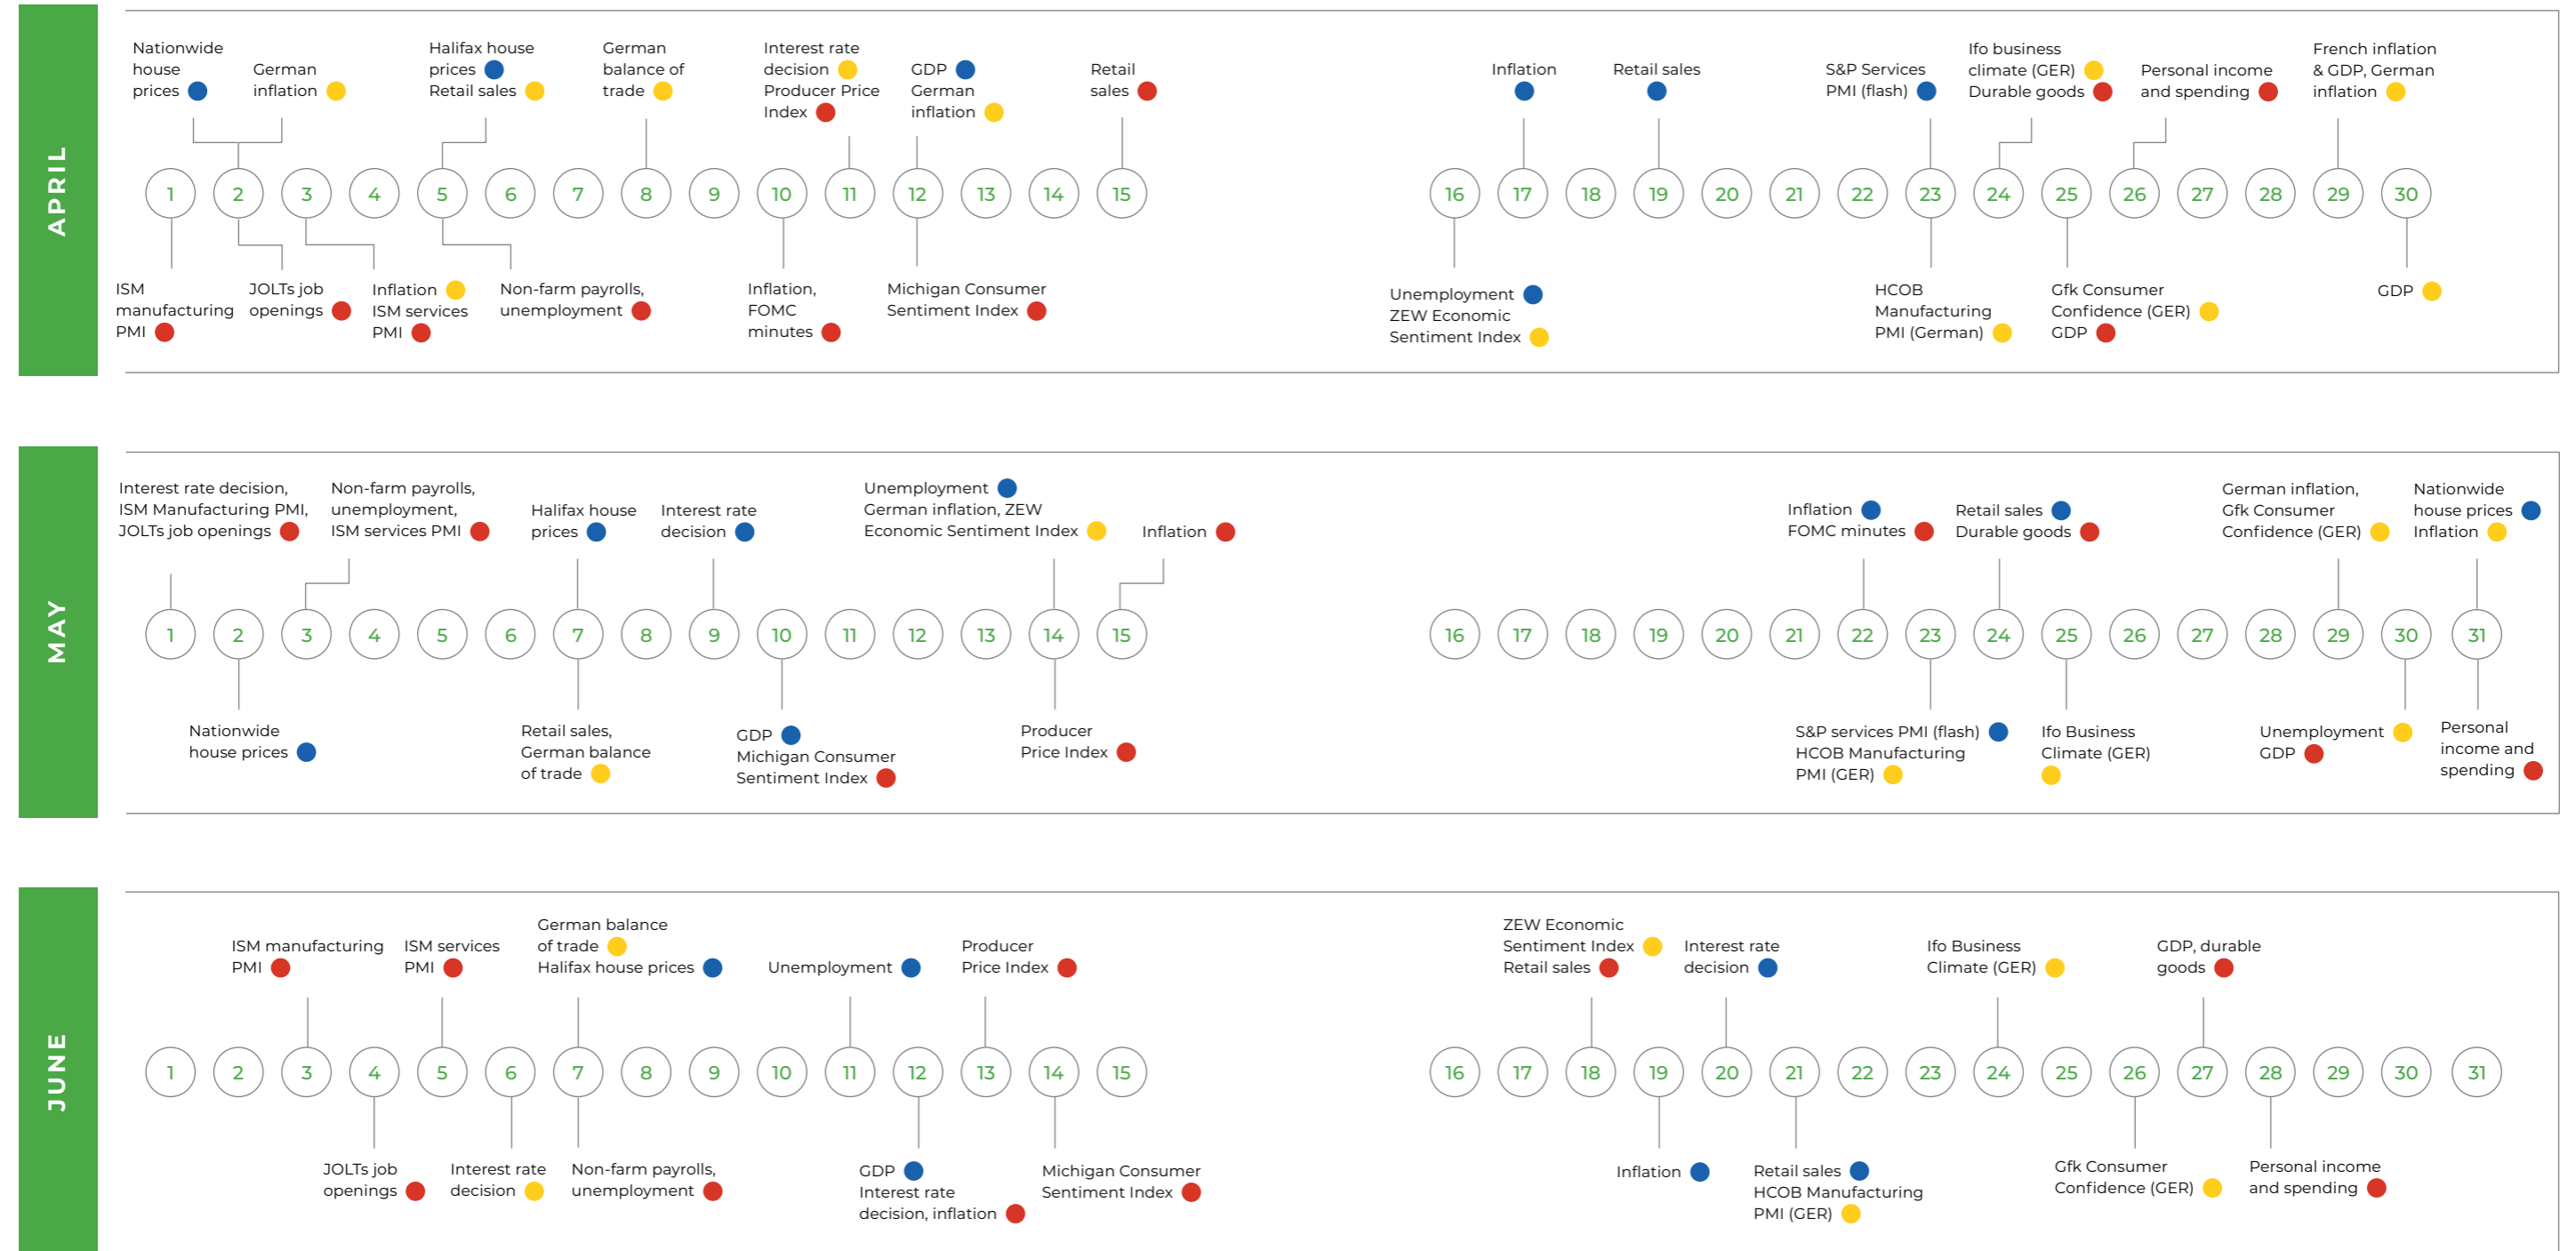 APRIL
Nationwide
house
prices
German
inflation
Halifax house
prices
Retail sales
German
balance of
trade
Interest rate
decision
Producer Price
Index
GDP
German
inflation
Retail
sales
Inflation
Retail sales
S&P Services
PMI (flash)
Ifo business
climate (GER)
Durable goods
Personal income
and spending
French inflation
& GDP, German
inflation
1 2 3 4 5 6 7 8 9 10 11 12 13 14 15 16 17 18 19 20 21 22 23 24 25 26 27 28 29 30
ISM
manufacturing
PMI
JOLTs job
openings
Inflation
ISM services
PMI
Non-farm payrolls,
unemployment
Inflation,
FOMC
minutes
Michigan Consumer
Sentiment Index
Unemployment
ZEW Economic
Sentiment Index
HCOB
Manufacturing
PMI (German)
Gfk Consumer
Confidence (GER)
GDP
GDP
MAY
Interest rate decision,
ISM Manufacturing PMI,
JOLTs job openings
Non-farm payrolls,
unemployment,
ISM services PMI
Halifax house
prices
Interest rate
decision
Unemployment
German inflation, ZEW
Economic Sentiment Index
Inflation
Inflation
FOMC minutes
Retail sales
Durable goods
German inflation,
Gfk Consumer
Confidence (GER)
Nationwide
house prices
Inflation
1 2 3 4 5 6 7 8 9 10 11 12 13 14 15 16 17 18 19 20 21 22 23 24 25 26 27 28 29 30 31
Nationwide
house prices
Retail sales,
German balance
of trade
GDP
Michigan Consumer
Sentiment Index
Producer
Price Index
S&P services PMI (flash)
HCOB Manufacturing
PMI (GER)
Ifo Business
Climate (GER)
Unemployment
GDP
Personal
income and
spending
JUNE
ISM manufacturing
PMI
ISM services
PMI
German balance
of trade
Halifax house prices
Unemployment
Producer
Price Index
ZEW Economic
Sentiment Index
Retail sales
Interest rate
decision
Ifo Business
Climate (GER)
GDP, durable
goods
1 2 3 4 5 6 7 8 9 10 11 12 13 14 15 16 17 18 19 20 21 22 23 24 25 26 27 28 29 30 31
JOLTs job
openings
Interest rate
decision
Non-farm payrolls,
unemployment
GDP
Interest rate
decision, inflation
Michigan Consumer
Sentiment Index
Inflation
Retail sales
HCOB Manufacturing
PMI (GER)
Gfk Consumer
Confidence (GER)
Personal income
and spending